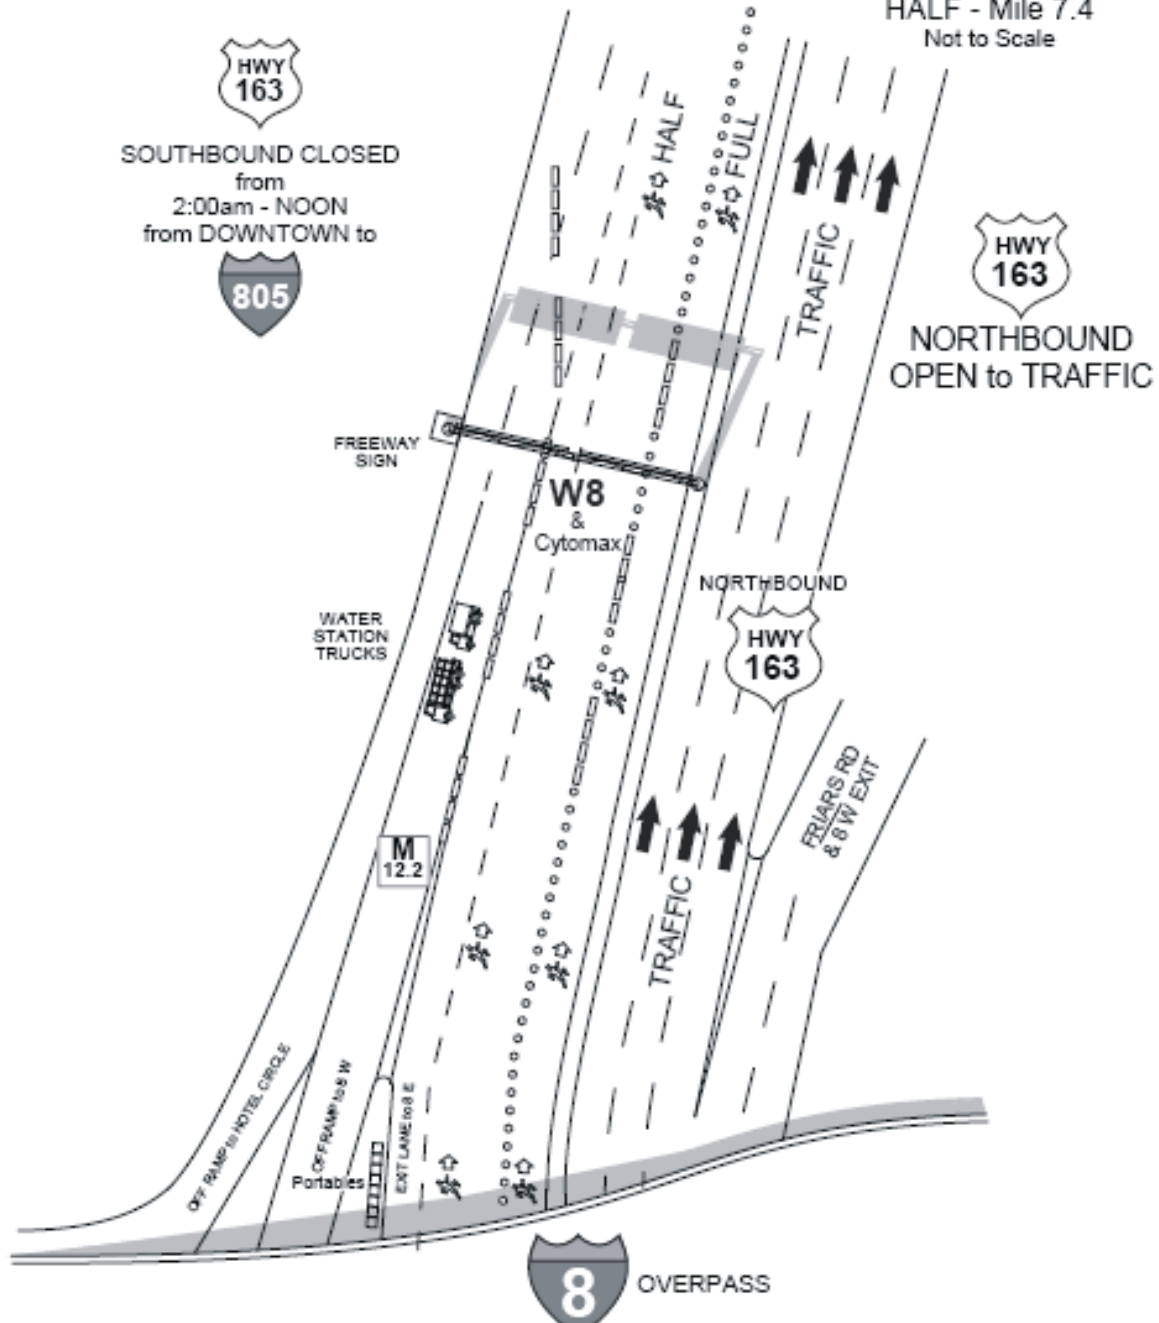 HALF - Mile 7.4
Not to Scale
HWY
163
SOUTHBOUND CLOSED
from
2:00am - NOON
from DOWNTOWN to
805
HALF
FULL
TRAFFIC
HWY
163
NORTHBOUND
OPEN to TRAFFIC
FREEWAY
SIGN
W8
&
Cytomax
NORTHBOUND
HWY
163
WATER
STATION
TRUCKS
FRIARS RD
& 8 W EXIT
M
12.2
TRAFFIC
OFF RAMP to HOTEL CIRCLE
OFF RAMP to 8 W
EXIT LANE to 8 E
Portables
8
OVERPASS